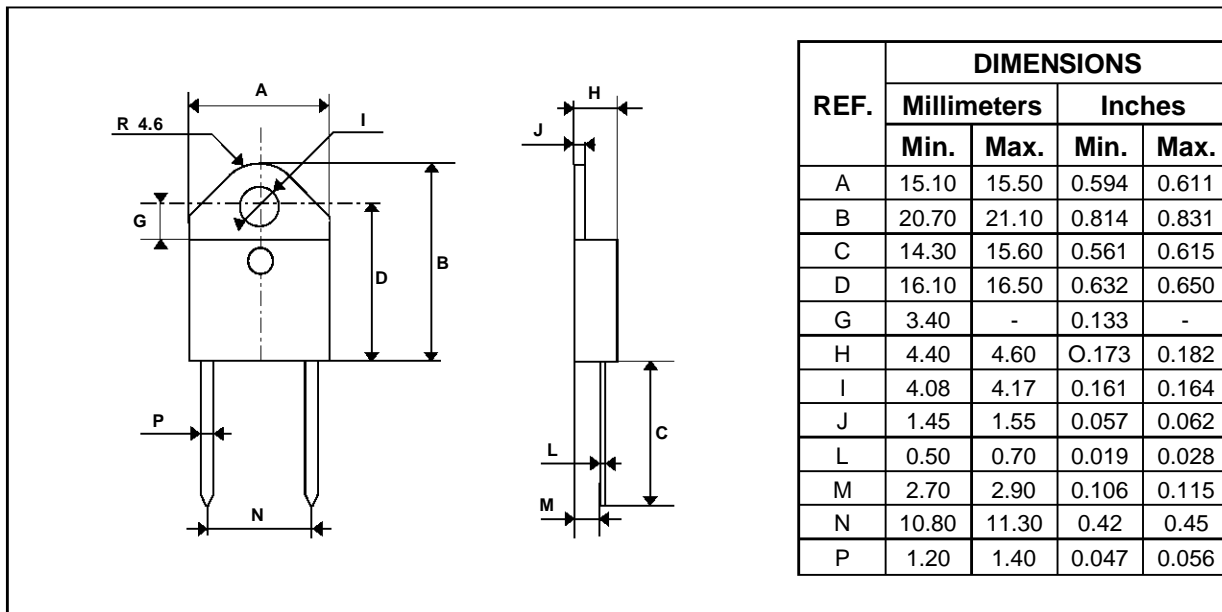 A
H
R 4.6
I
J
G
D
B
P
C
L
M
N
DIMENSIONS
REF. Millimeters Inches
Min. Max. Min. Max.
A 15.10 15.50 0.594 0.611
B 20.70 21.10 0.814 0.831
C 14.30 15.60 0.561 0.615
D 16.10 16.50 0.632 0.650
G 3.40 - 0.133 -
H 4.40 4.60 O.173 0.182
I 4.08 4.17 0.161 0.164
J 1.45 1.55 0.057 0.062
L 0.50 0.70 0.019 0.028
M 2.70 2.90 0.106 0.115
N 10.80 11.30 0.42 0.45
P 1.20 1.40 0.047 0.056